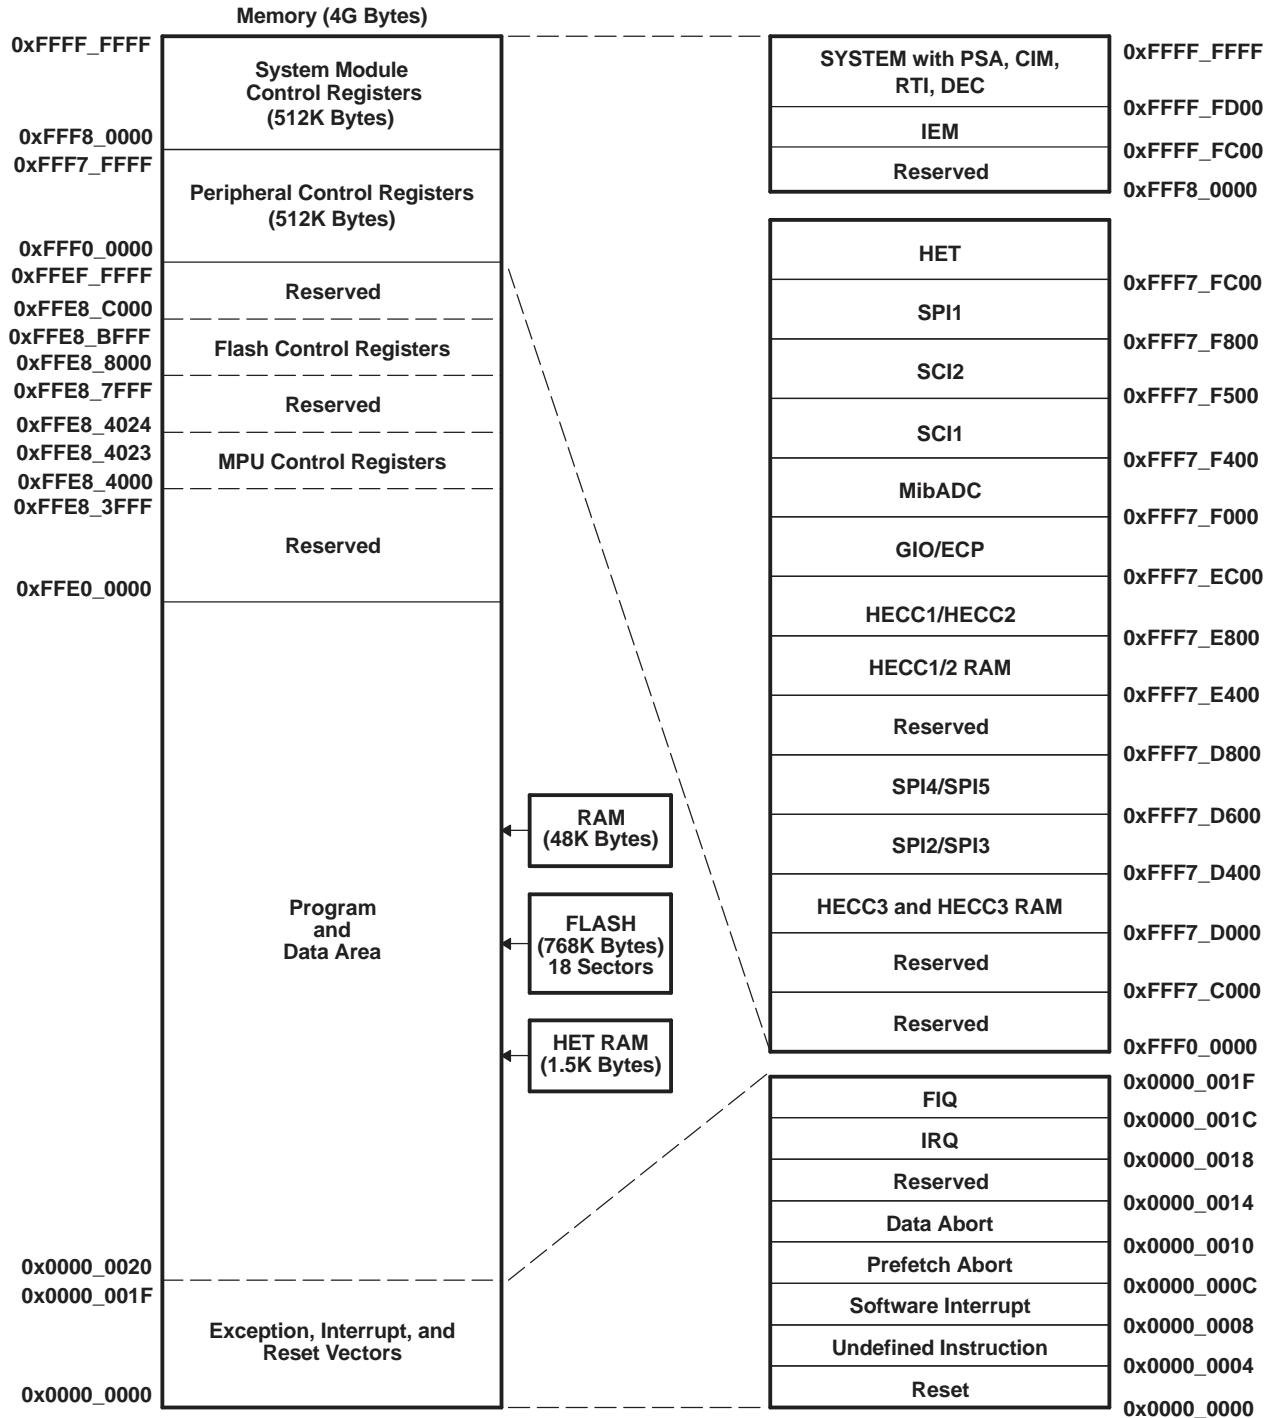 Memory (4G Bytes)
0xFFFF_FFFF
System Module
Control Registers
(512K Bytes)
0xFFF8_0000
0xFFF7_FFFF
Peripheral Control Registers
(512K Bytes)
0xFFF0_0000
0xFFEF_FFFF
Reserved
0xFFE8_C000
0xFFE8_BFFF
Flash Control Registers
0xFFE8_8000
0xFFE8_7FFF
Reserved
0xFFE8_4024
0xFFE8_4023
MPU Control Registers
0xFFE8_4000
0xFFE8_3FFF
Reserved
0xFFE0_0000
Program
and
Data Area
0x0000_0020
0x0000_001F
Exception, Interrupt, and
Reset Vectors
0x0000_0000
RAM
(48K Bytes)
FLASH
(768K Bytes)
18 Sectors
HET RAM
(1.5K Bytes)
SYSTEM with PSA, CIM,
RTI, DEC
0xFFFF_FFFF
0xFFFF_FD00
IEM
0xFFFF_FC00
Reserved
0xFFF8_0000
HET
0xFFF7_FC00
SPI1
0xFFF7_F800
SCI2
0xFFF7_F500
SCI1
0xFFF7_F400
MibADC
0xFFF7_F000
GIO/ECP
0xFFF7_EC00
HECC1/HECC2
0xFFF7_E800
HECC1/2 RAM
0xFFF7_E400
Reserved
0xFFF7_D800
SPI4/SPI5
0xFFF7_D600
SPI2/SPI3
0xFFF7_D400
HECC3 and HECC3 RAM
0xFFF7_D000
Reserved
0xFFF7_C000
Reserved
0xFFF0_0000
0x0000_001F
FIQ
0x0000_001C
IRQ
0x0000_0018
Reserved
0x0000_0014
Data Abort
0x0000_0010
Prefetch Abort
0x0000_000C
Software Interrupt
0x0000_0008
Undefined Instruction
0x0000_0004
Reset
0x0000_0000